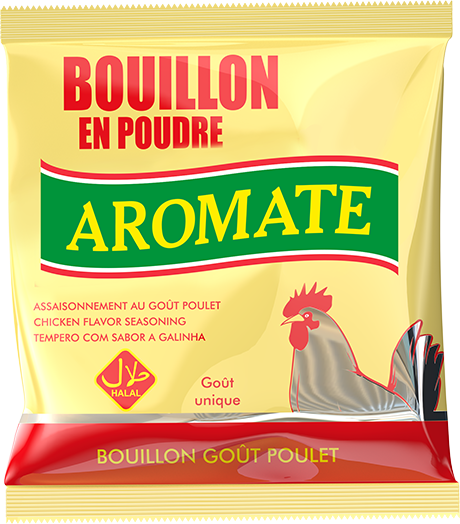 BOUILLON
EN POUDRE
AROMATE
ASSAISONNEMENT AU GOÛT POULET
CHICKEN FLAVOR SEASONING
TEMPERO COM SABOR A GALINHA
حلال
HALAL
Goût
unique
BOUILLON GOÛT POULET